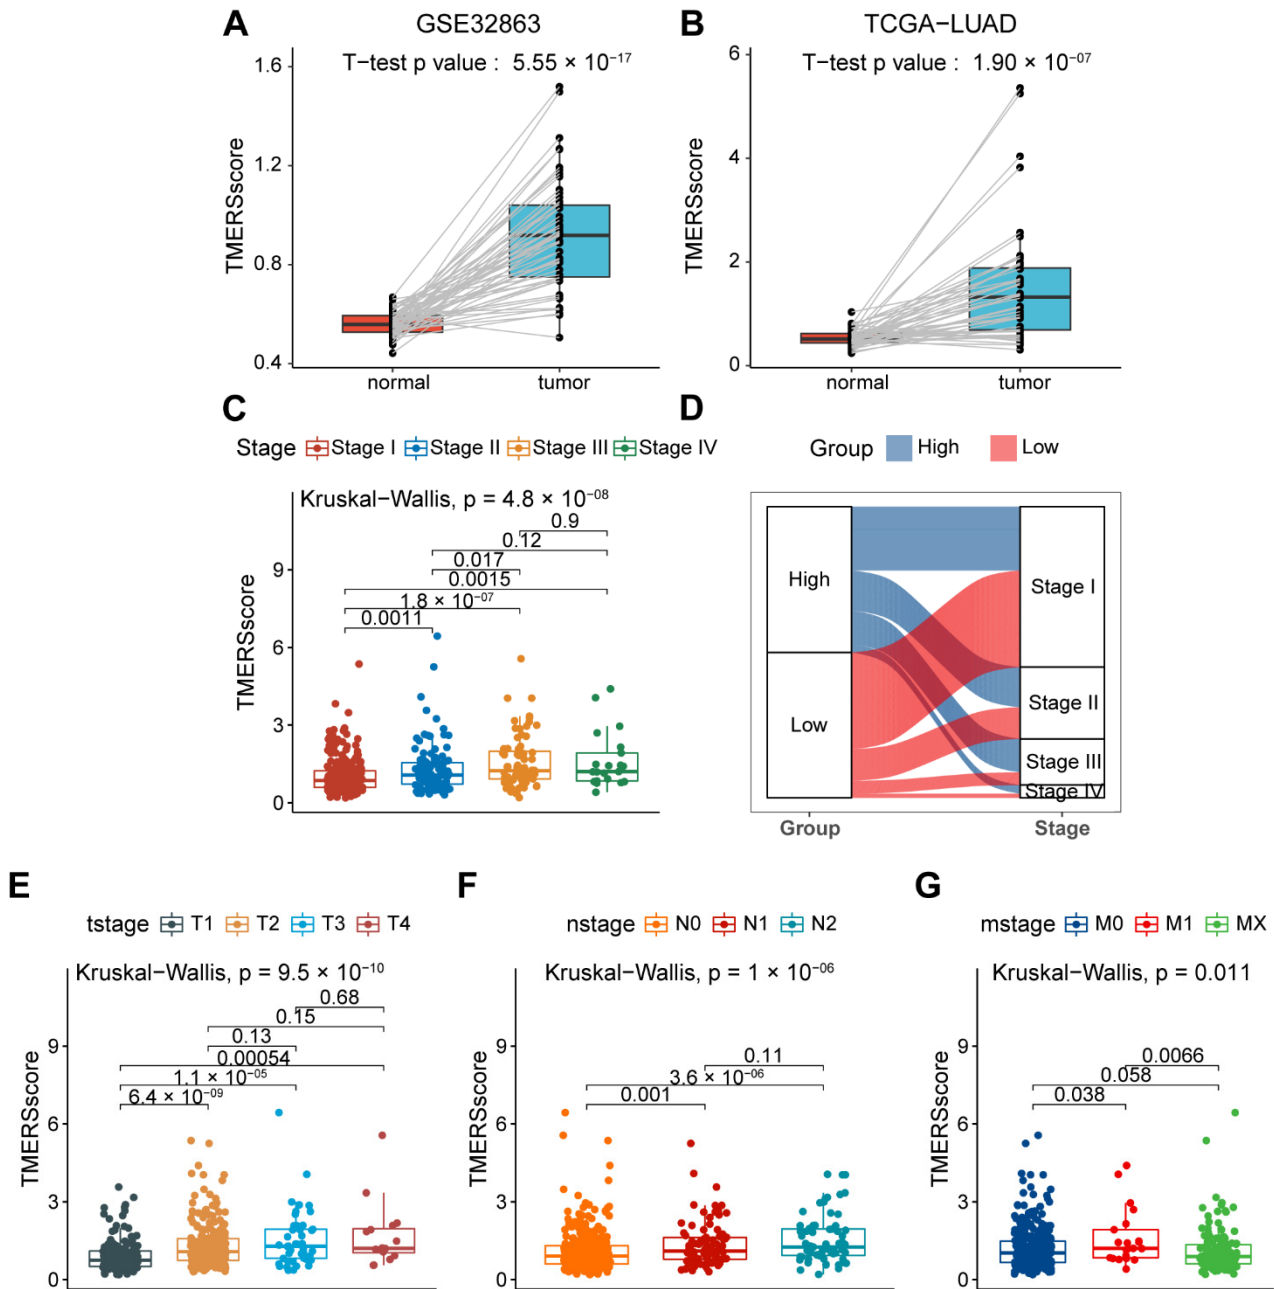 A
GSE32863
T-test p value : 5.55 × 10⁻¹⁷
TMERSscore
1.6
1.2
0.8
0.4
normal
tumor
B
TCGA−LUAD
T-test p value : 1.90 × 10⁻⁰⁷
TMERSscore
6
4
2
0
normal
tumor
C
Stage Stage I Stage II Stage III Stage IV
Kruskal−Wallis, p = 4.8 × 10⁻⁰⁸
0.9
0.12
0.017
0.0015
1.8 × 10⁻⁰⁷
0.0011
TMERSscore
9
6
3
0
D
Group High Low
High
Low
Stage I
Stage II
Stage III
Stage IV
Group
Stage
E
tstage T1 T2 T3 T4
Kruskal−Wallis, p = 9.5 × 10⁻¹⁰
0.68
0.15
0.13
0.00054
1.1 × 10⁻⁰⁵
6.4 × 10⁻⁰⁹
TMERSscore
9
6
3
0
F
nstage N0 N1 N2
Kruskal−Wallis, p = 1 × 10⁻⁰⁶
0.11
3.6 × 10⁻⁰⁶
0.001
TMERSscore
9
6
3
0
G
mstage M0 M1 MX
Kruskal−Wallis, p = 0.011
0.0066
0.058
0.038
TMERSscore
9
6
3
0